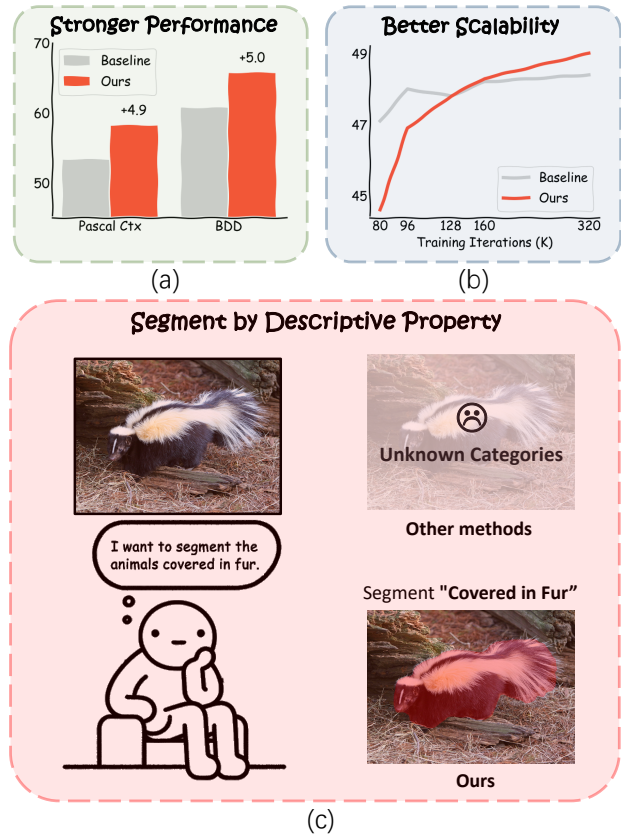 Stronger Performance
70
60
50
Baseline
Ours
+4.9
+5.0
Pascal Ctx
BDD
(a)
Better Scalability
49
47
45
Baseline
Ours
80
96
128
160
320
Training Iterations (K)
(b)
Segment by Descriptive Property
I want to segment the
animals covered in fur.
Unknown Categories
Other methods
Segment "Covered in Fur”
Ours
(c)